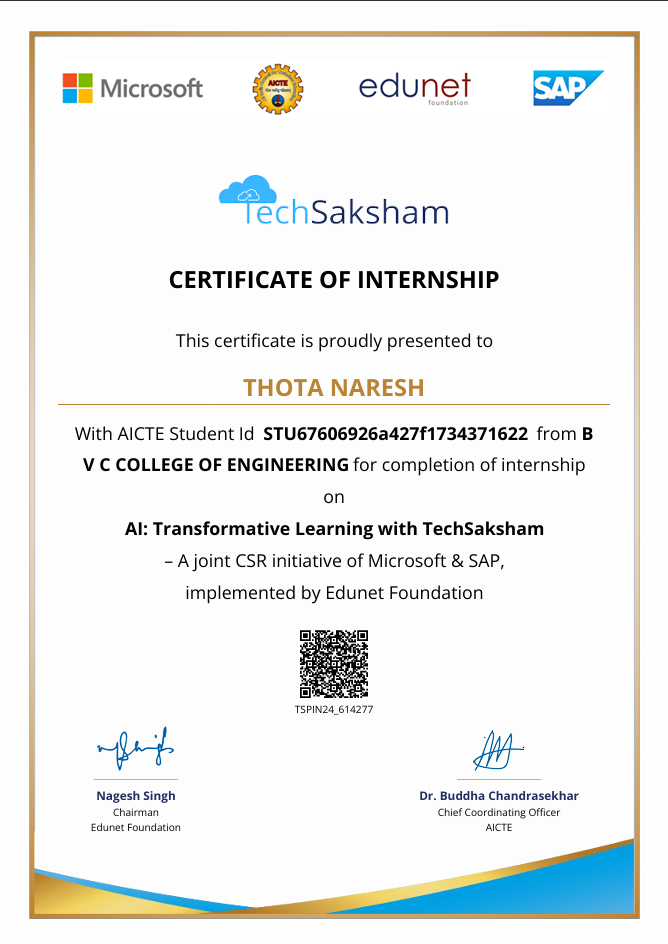 Microsoft
AICTE
edunet
foundation
SAP
TechSaksham
CERTIFICATE OF INTERNSHIP
This certificate is proudly presented to
THOTA NARESH
With AICTE Student Id STU67606926a427f1734371622 from B
V C COLLEGE OF ENGINEERING for completion of internship
on
AI: Transformative Learning with TechSaksham
– A joint CSR initiative of Microsoft & SAP,
implemented by Edunet Foundation
TSPIN24_614277
Nagesh Singh
Chairman
Edunet Foundation
Dr. Buddha Chandrasekhar
Chief Coordinating Officer
AICTE